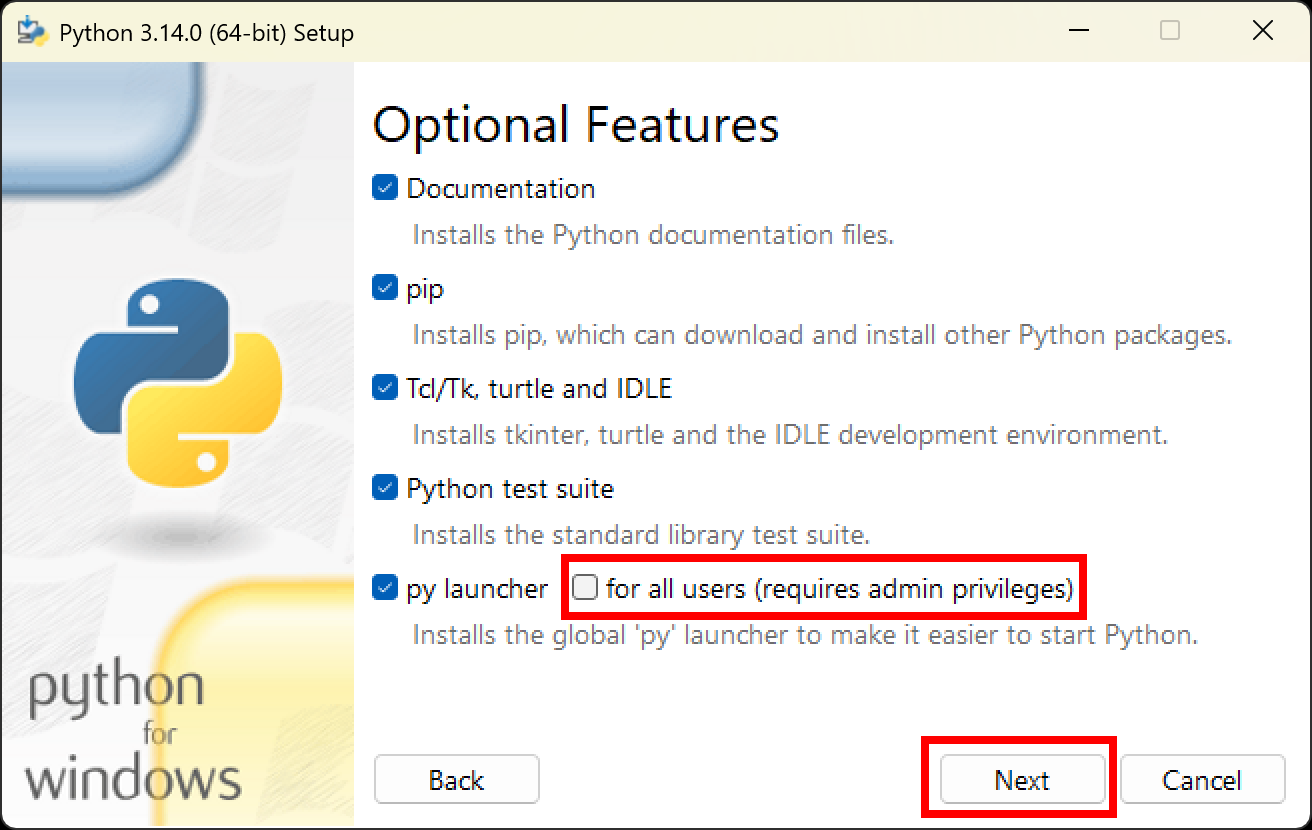 Python 3.14.0 (64-bit) Setup
Optional Features
Documentation
Installs the Python documentation files.
pip
Installs pip, which can download and install other Python packages.
Tcl/Tk, turtle and IDLE
Installs tkinter, turtle and the IDLE development environment.
Python test suite
Installs the standard library test suite.
py launcher for all users (requires admin privileges)
Installs the global 'py' launcher to make it easier to start Python.
python
for
windows
Back Next Cancel